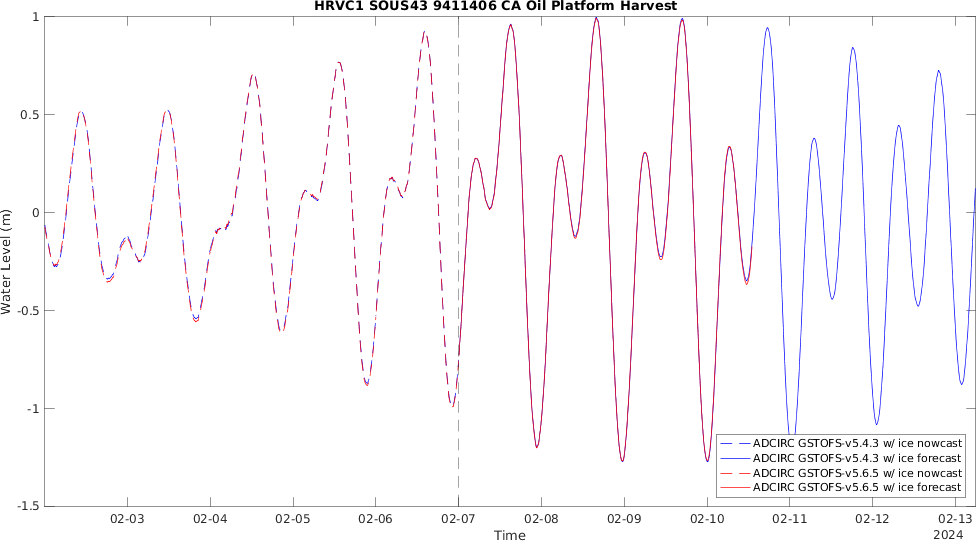 HRVC1 SOUS43 9411406 CA Oil Platform Harvest
1
0.5
0
-0.5
-1
-1.5
Water Level (m)
ADCIRC GSTOFS-v5.4.3 w/ ice nowcast
ADCIRC GSTOFS-v5.4.3 w/ ice forecast
ADCIRC GSTOFS-v5.6.5 w/ ice nowcast
ADCIRC GSTOFS-v5.6.5 w/ ice forecast
02-03 02-04 02-05 02-06 02-07 02-08 02-09 02-10 02-11 02-12 02-13
Time
2024